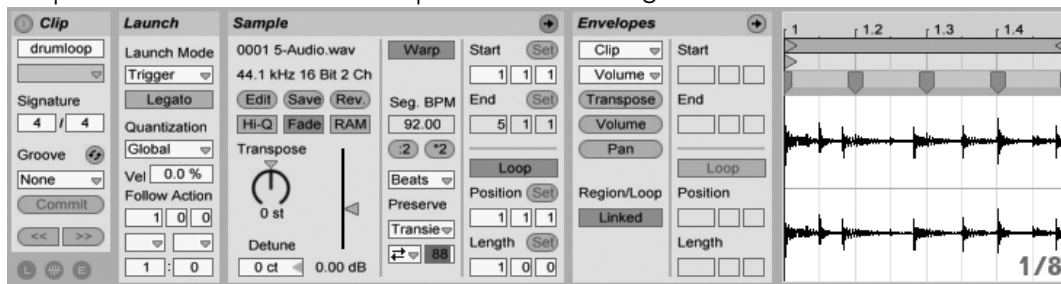 Clip
drumloop
Signature
4 / 4
Groove
None
Commit
<< >>
L E
Launch
Launch Mode
Trigger
Legato
Quantization
Global
Vel 0.0 %
Follow Action
1 0 0
1 : 0
Sample
0001 5-Audio.wav
44.1 kHz 16 Bit 2 Ch
Edit Save Rev.
Hi-Q Fade RAM
Transpose
0 st
Detune
0 ct 0.00 dB
Warp
Seg. BPM
92.00
:2 *2
Beats
Preserve
Transie
88
Start Set
1 1 1
End Set
5 1 1
Loop
Position Set
1 1 1
Length Set
1 0 0
Envelopes
Clip
Volume
Transpose
Volume
Pan
Region/Loop
Linked
Start
End
Loop
Position
Length
1 1.2 1.3 1.4
1/8